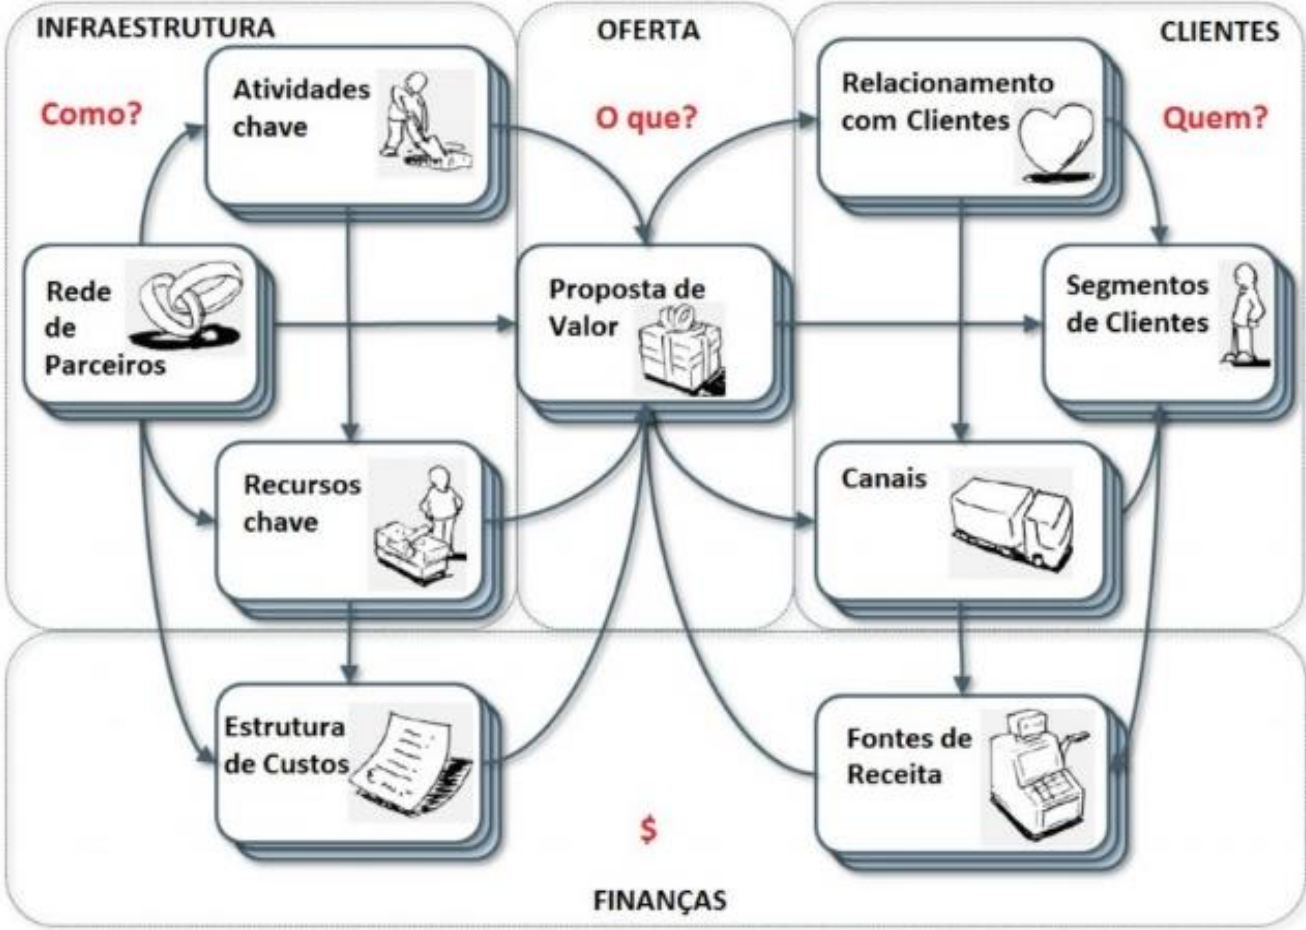 INFRAESTRUTURA
OFERTA
CLIENTES
Como?
O que?
Quem?
Atividades
chave
Relacionamento
com Clientes
Rede
de
Parceiros
Proposta de
Valor
Segmentos
de Clientes
Recursos
chave
Canais
Estrutura
de Custos
Fontes de
Receita
$
FINANÇAS